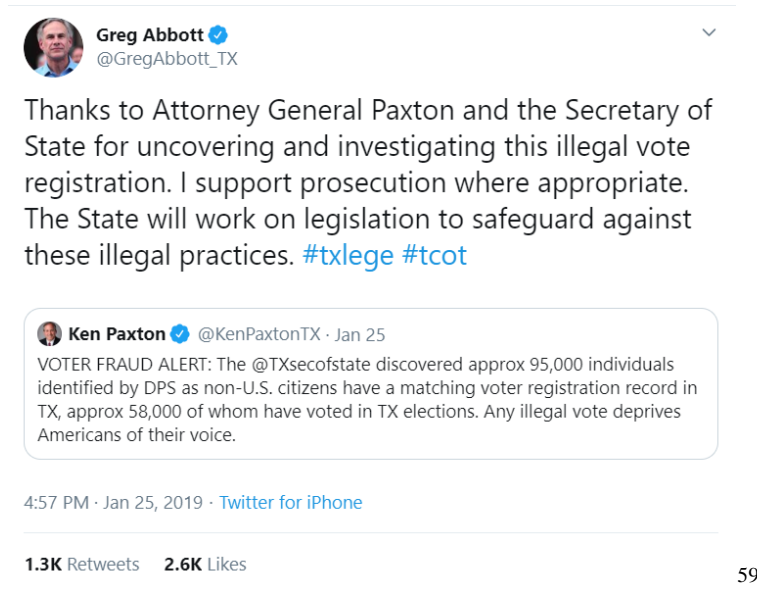 Greg Abbott
@GregAbbott_TX
Thanks to Attorney General Paxton and the Secretary of
State for uncovering and investigating this illegal vote
registration. I support prosecution where appropriate.
The State will work on legislation to safeguard against
these illegal practices. #txlege #tcot
Ken Paxton @KenPaxtonTX · Jan 25
VOTER FRAUD ALERT: The @TXsecofstate discovered approx 95,000 individuals
identified by DPS as non-U.S. citizens have a matching voter registration record in
TX, approx 58,000 of whom have voted in TX elections. Any illegal vote deprives
Americans of their voice.
4:57 PM · Jan 25, 2019 · Twitter for iPhone
1.3K Retweets 2.6K Likes
59